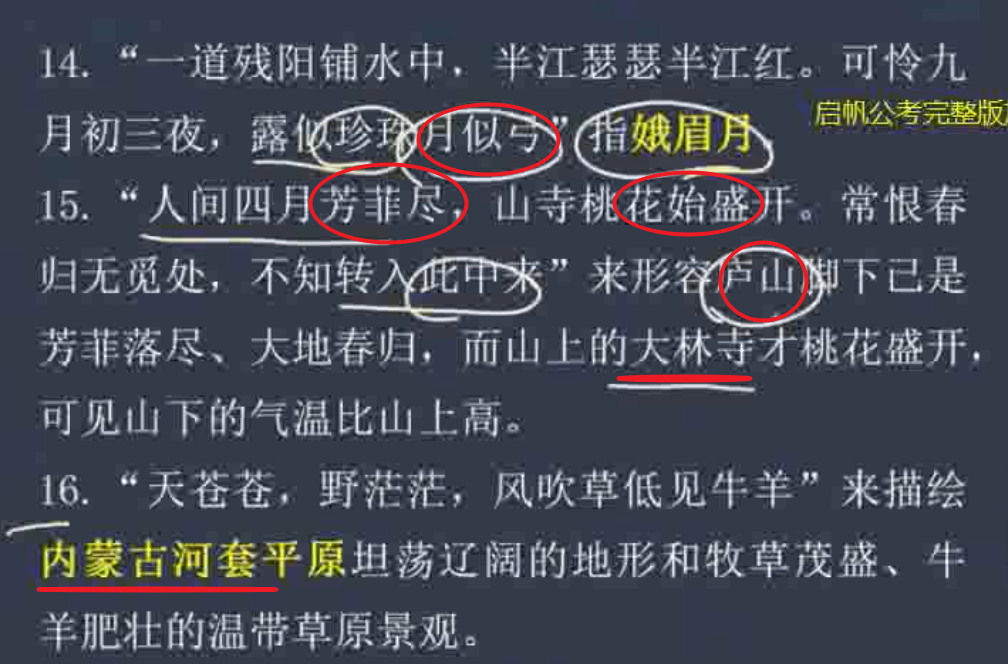 14. “一道残阳铺水中，半江瑟瑟半江红。可怜九
月初三夜，露似珍珠月似弓”指娥眉月
启帆公考完整版
15. “人间四月芳菲尽，山寺桃花始盛开。常恨春
归无觅处，不知转入此中来”来形容庐山脚下已是
芳菲落尽、大地春归，而山上的大林寺才桃花盛开，
可见山下的气温比山上高。
16. “天苍苍，野茫茫，风吹草低见牛羊”来描绘
内蒙古河套平原坦荡辽阔的地形和牧草茂盛、牛
羊肥壮的温带草原景观。